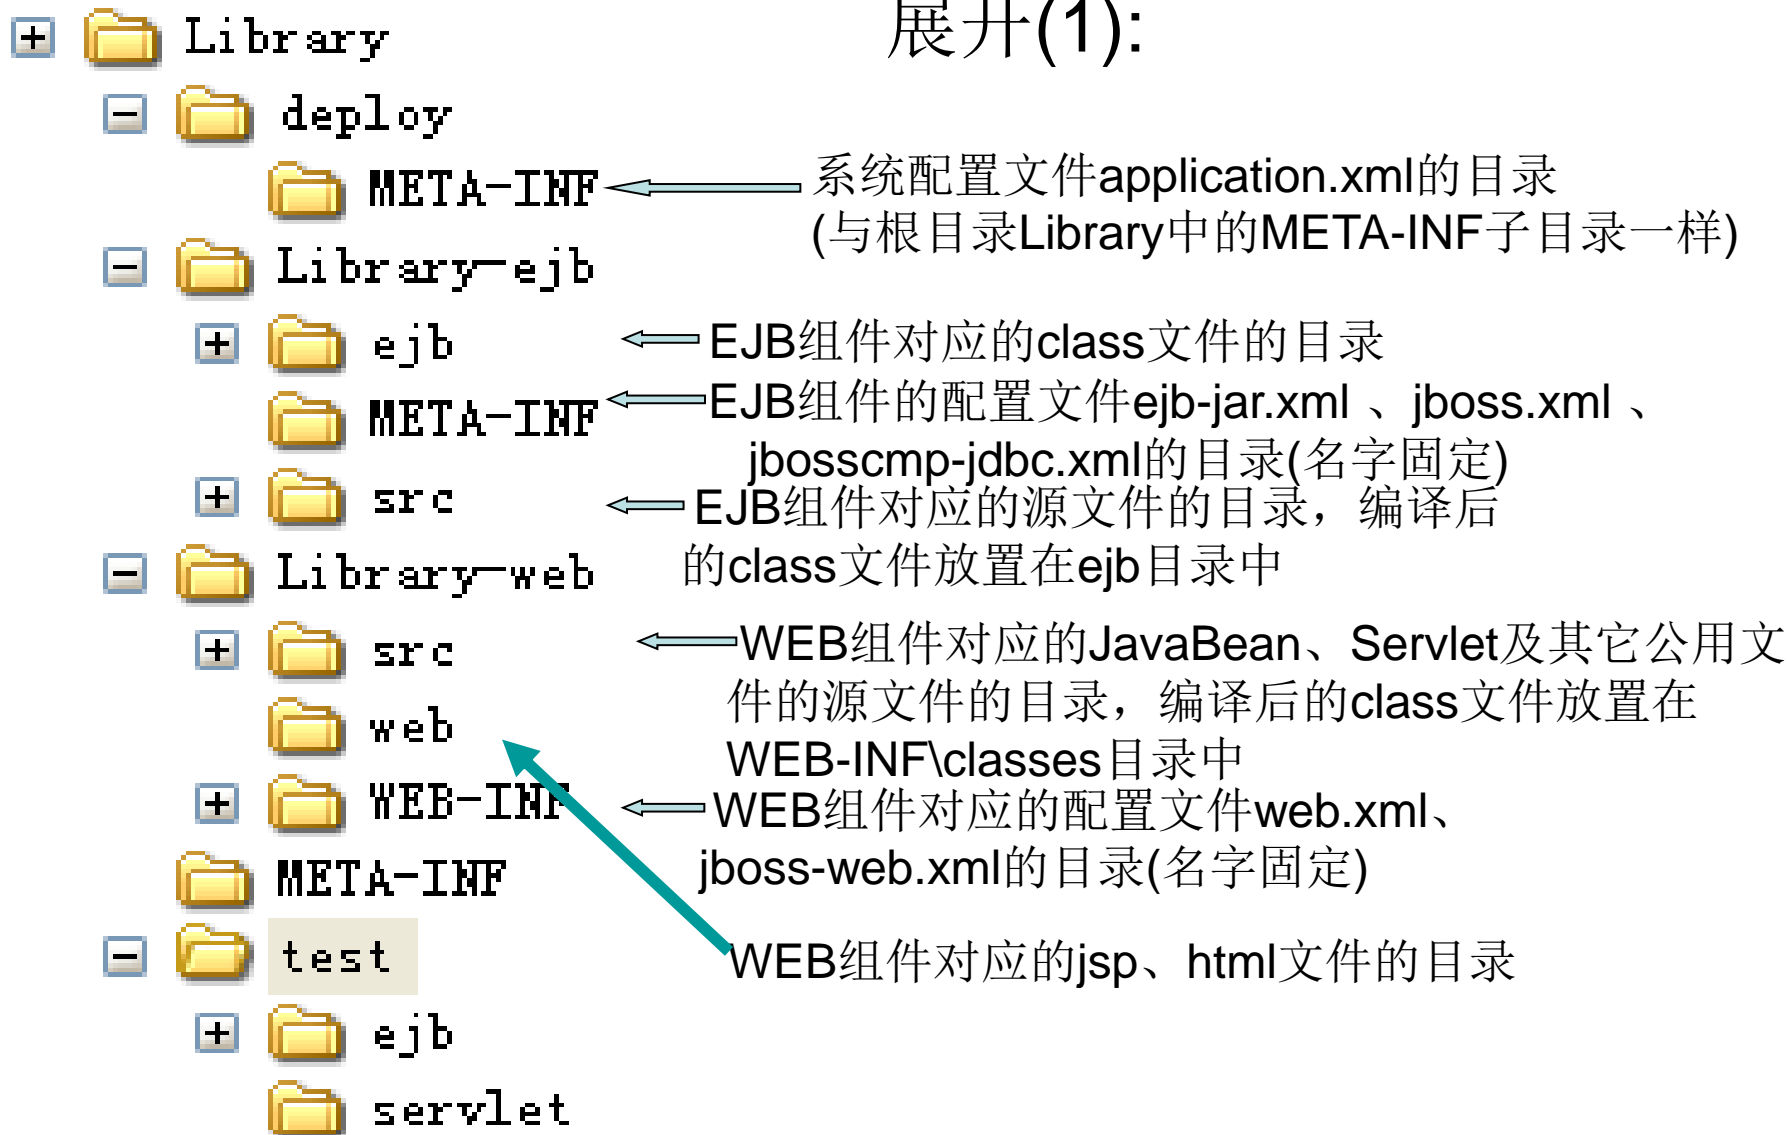 展开(1):
Library
deploy
META-INF
系统配置文件application.xml的目录
(与根目录Library中的META-INF子目录一样)
Library-ejb
ejb
EJB组件对应的class文件的目录
META-INF
EJB组件的配置文件ejb-jar.xml 、jboss.xml 、
jbosscmp-jdbc.xml的目录(名字固定)
src
EJB组件对应的源文件的目录，编译后
的class文件放置在ejb目录中
Library-web
src
WEB组件对应的JavaBean、Servlet及其它公用文
件的源文件的目录，编译后的class文件放置在
WEB-INF\classes目录中
web
WEB-INF
WEB组件对应的配置文件web.xml、
jboss-web.xml的目录(名字固定)
META-INF
test
WEB组件对应的jsp、html文件的目录
ejb
servlet